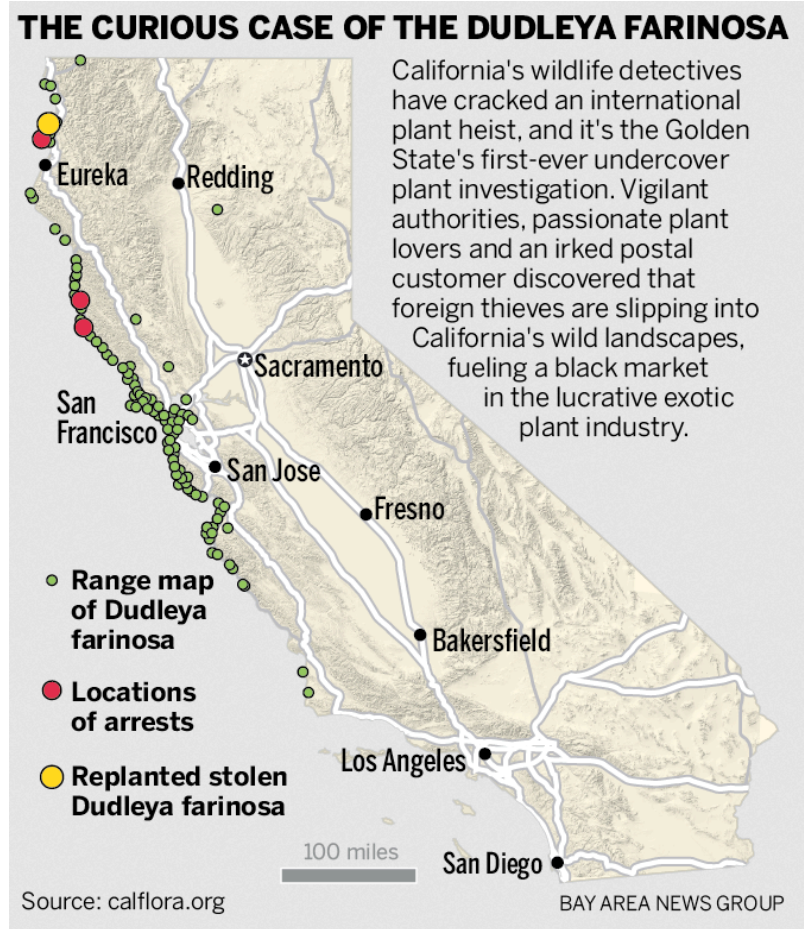 THE CURIOUS CASE OF THE DUDLEYA FARINOSA
California's wildlife detectives
have cracked an international
plant heist, and it's the Golden
State's first-ever undercover
plant investigation. Vigilant
authorities, passionate plant
lovers and an irked postal
customer discovered that
foreign thieves are slipping into
California's wild landscapes,
fueling a black market
in the lucrative exotic
plant industry.
Eureka
Redding
Sacramento
San
Francisco
San Jose
Fresno
Bakersfield
Los Angeles
San Diego
Range map
of Dudleya
farinosa
Locations
of arrests
Replanted stolen
Dudleya farinosa
100 miles
Source: calflora.org
BAY AREA NEWS GROUP